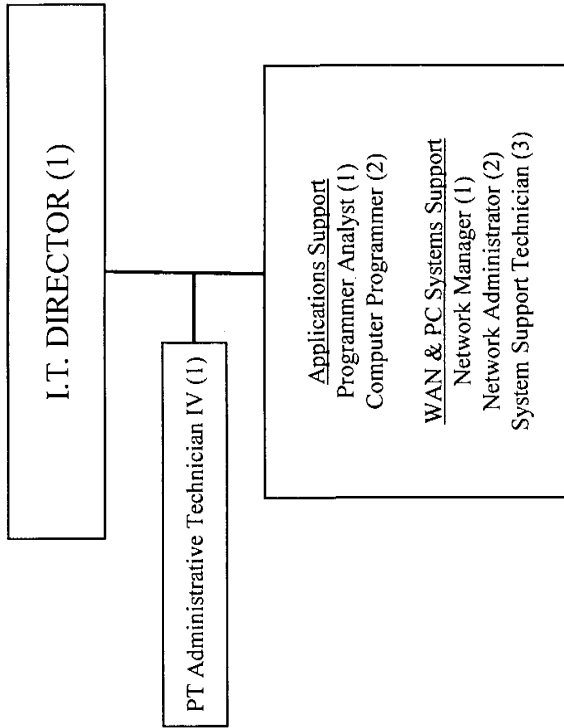 I.T. DIRECTOR (1)
PT Administrative Technician IV (1)
Applications Support
Programmer Analyst (1)
Computer Programmer (2)
WAN & PC Systems Support
Network Manager (1)
Network Administrator (2)
System Support Technician (3)